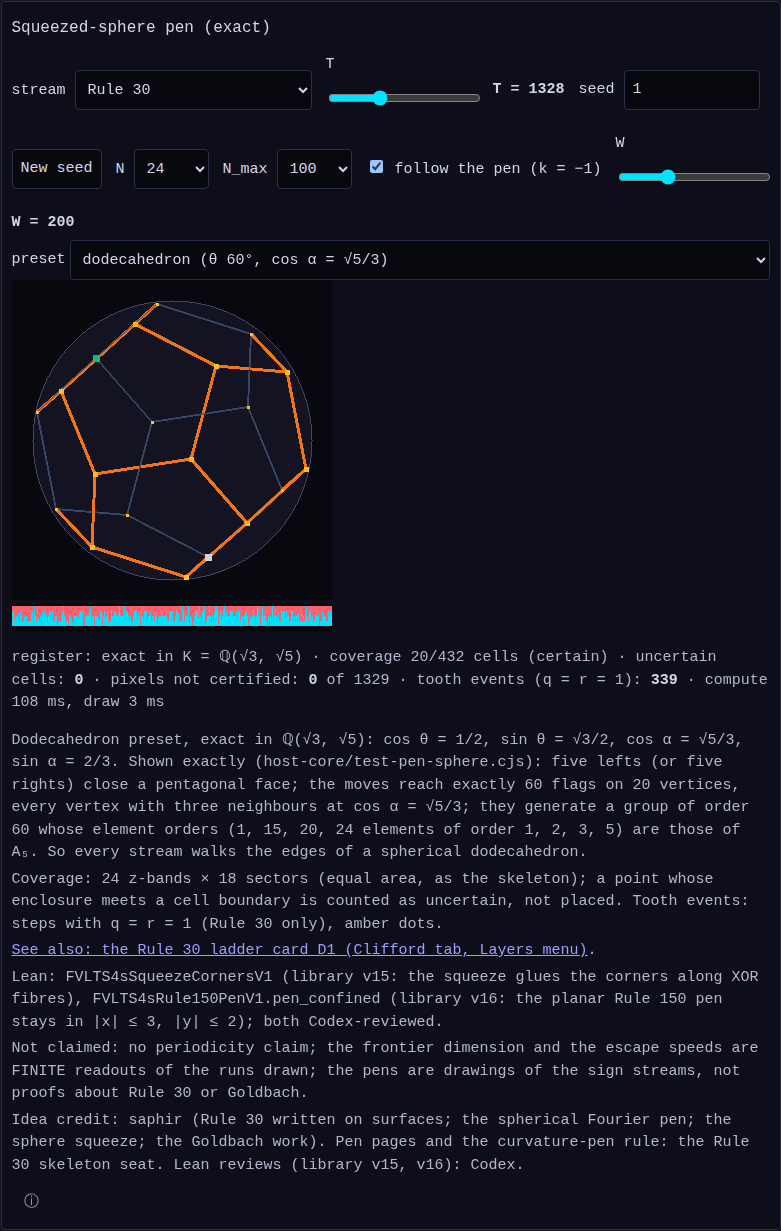 Squeezed-sphere pen (exact)
T
stream Rule 30 T = 1328 seed 1
W
New seed N 24 N_max 100 follow the pen (k = −1)
W = 200
preset dodecahedron (θ 60°, cos α = √5/3)
register: exact in K = ℚ(√3, √5) · coverage 20/432 cells (certain) · uncertain
cells: 0 · pixels not certified: 0 of 1329 · tooth events (q = r = 1): 339 · compute
108 ms, draw 3 ms
Dodecahedron preset, exact in ℚ(√3, √5): cos θ = 1/2, sin θ = √3/2, cos α = √5/3,
sin α = 2/3. Shown exactly (host-core/test-pen-sphere.cjs): five lefts (or five
rights) close a pentagonal face; the moves reach exactly 60 flags on 20 vertices,
every vertex with three neighbours at cos α = √5/3; they generate a group of order
60 whose element orders (1, 15, 20, 24 elements of order 1, 2, 3, 5) are those of
A₅. So every stream walks the edges of a spherical dodecahedron.
Coverage: 24 z-bands × 18 sectors (equal area, as the skeleton); a point whose
enclosure meets a cell boundary is counted as uncertain, not placed. Tooth events:
steps with q = r = 1 (Rule 30 only), amber dots.
See also: the Rule 30 ladder card D1 (Clifford tab, Layers menu).
Lean: FVLTS4sSqueezeCornersV1 (library v15: the squeeze glues the corners along XOR
fibres), FVLTS4sRule150PenV1.pen_confined (library v16: the planar Rule 150 pen
stays in |x| ≤ 3, |y| ≤ 2); both Codex-reviewed.
Not claimed: no periodicity claim; the frontier dimension and the escape speeds are
FINITE readouts of the runs drawn; the pens are drawings of the sign streams, not
proofs about Rule 30 or Goldbach.
Idea credit: saphir (Rule 30 written on surfaces; the spherical Fourier pen; the
sphere squeeze; the Goldbach work). Pen pages and the curvature-pen rule: the Rule
30 skeleton seat. Lean reviews (library v15, v16): Codex.
ⓘ